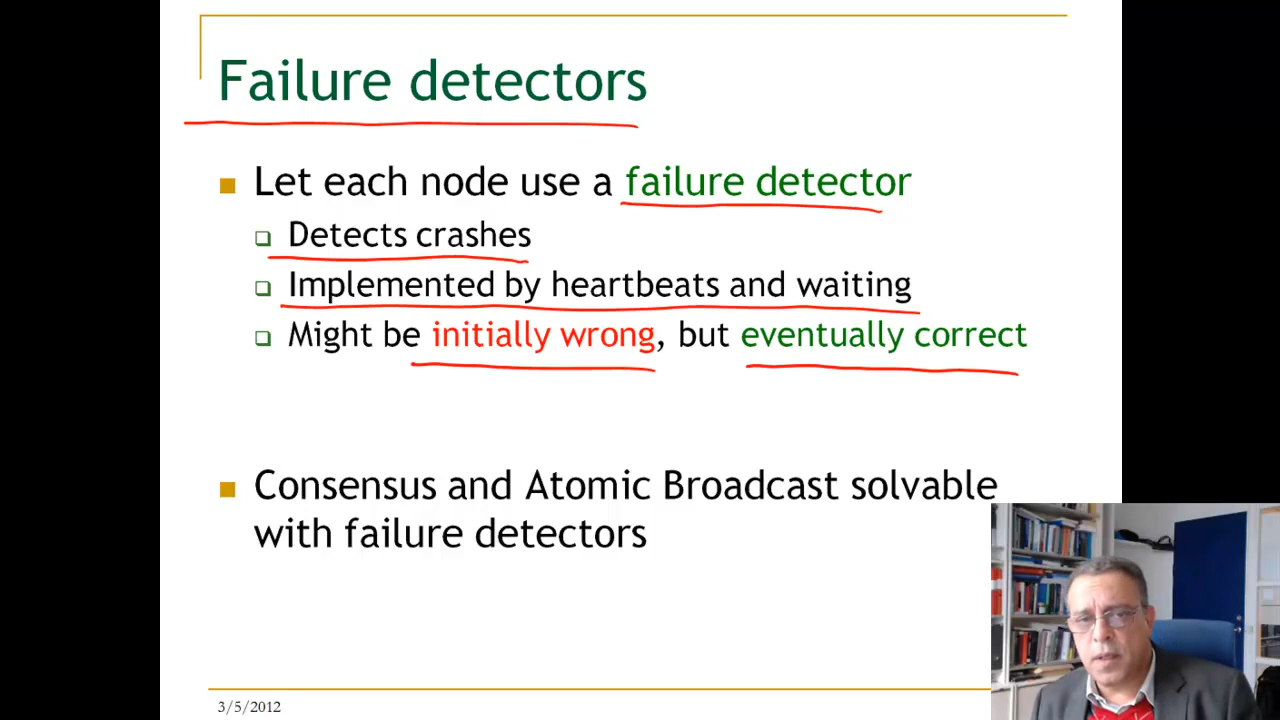 Failure detectors
Let each node use a failure detector
Detects crashes
Implemented by heartbeats and waiting
Might be initially wrong, but eventually correct
Consensus and Atomic Broadcast solvable
with failure detectors
3/5/2012